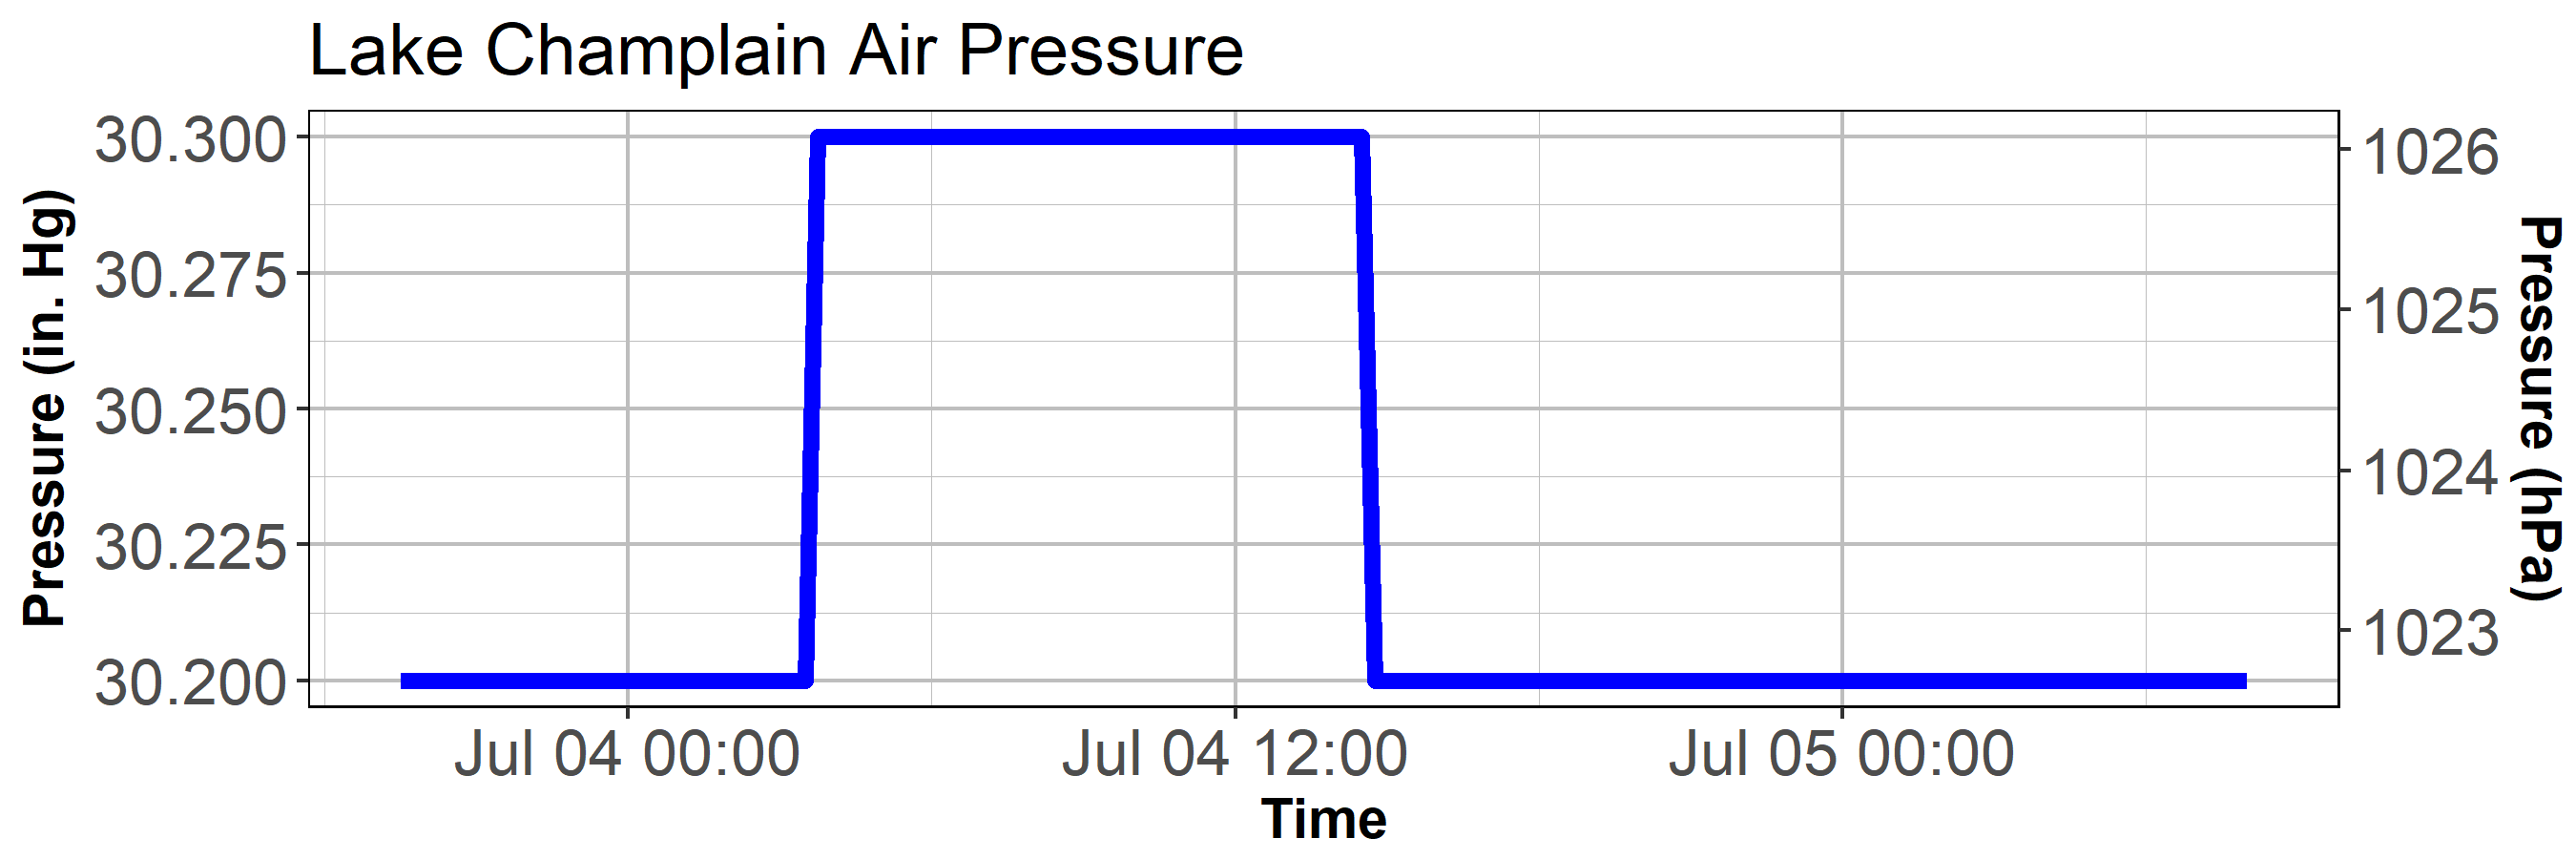 Lake Champlain Air Pressure
Pressure (in. Hg)
30.300
30.275
30.250
30.225
30.200
1026
1025
1024
1023
Pressure (hPa)
Jul 04 00:00 Jul 04 12:00 Jul 05 00:00
Time